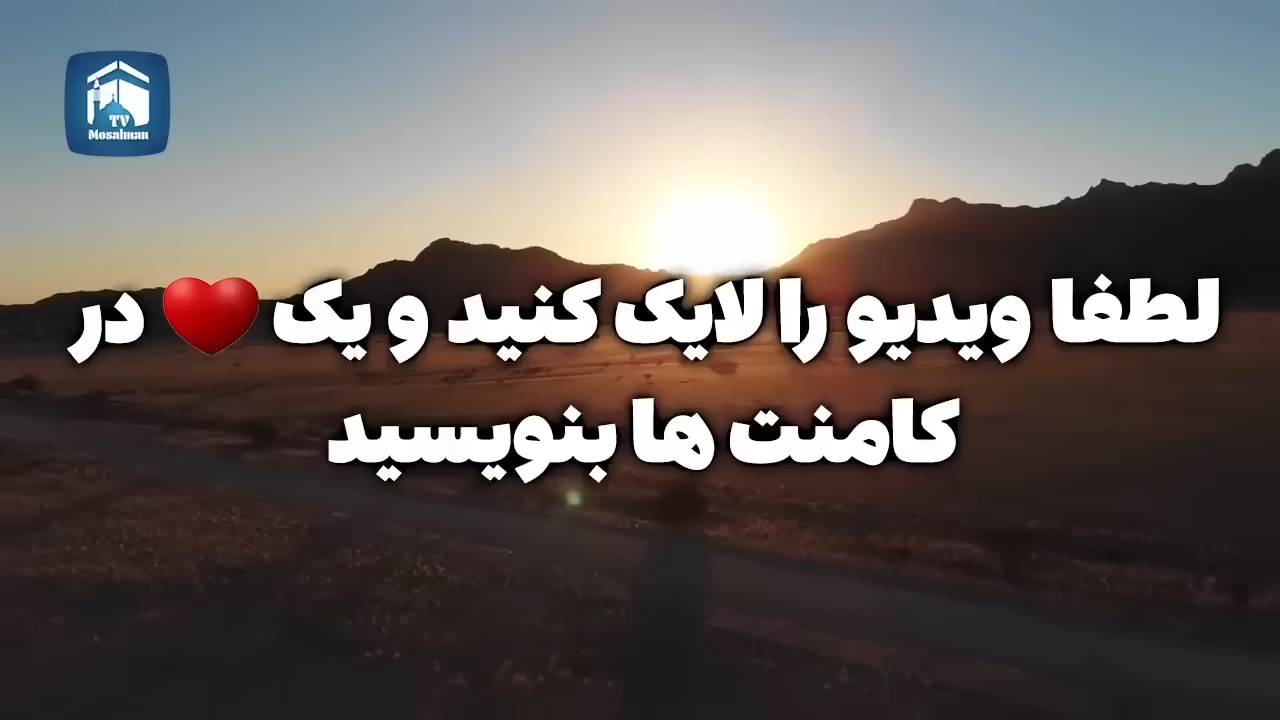 TV
Mosalman
لطفا ویدیو را لایک کنید و یک ❤️ در
کامنت ها بنویسید